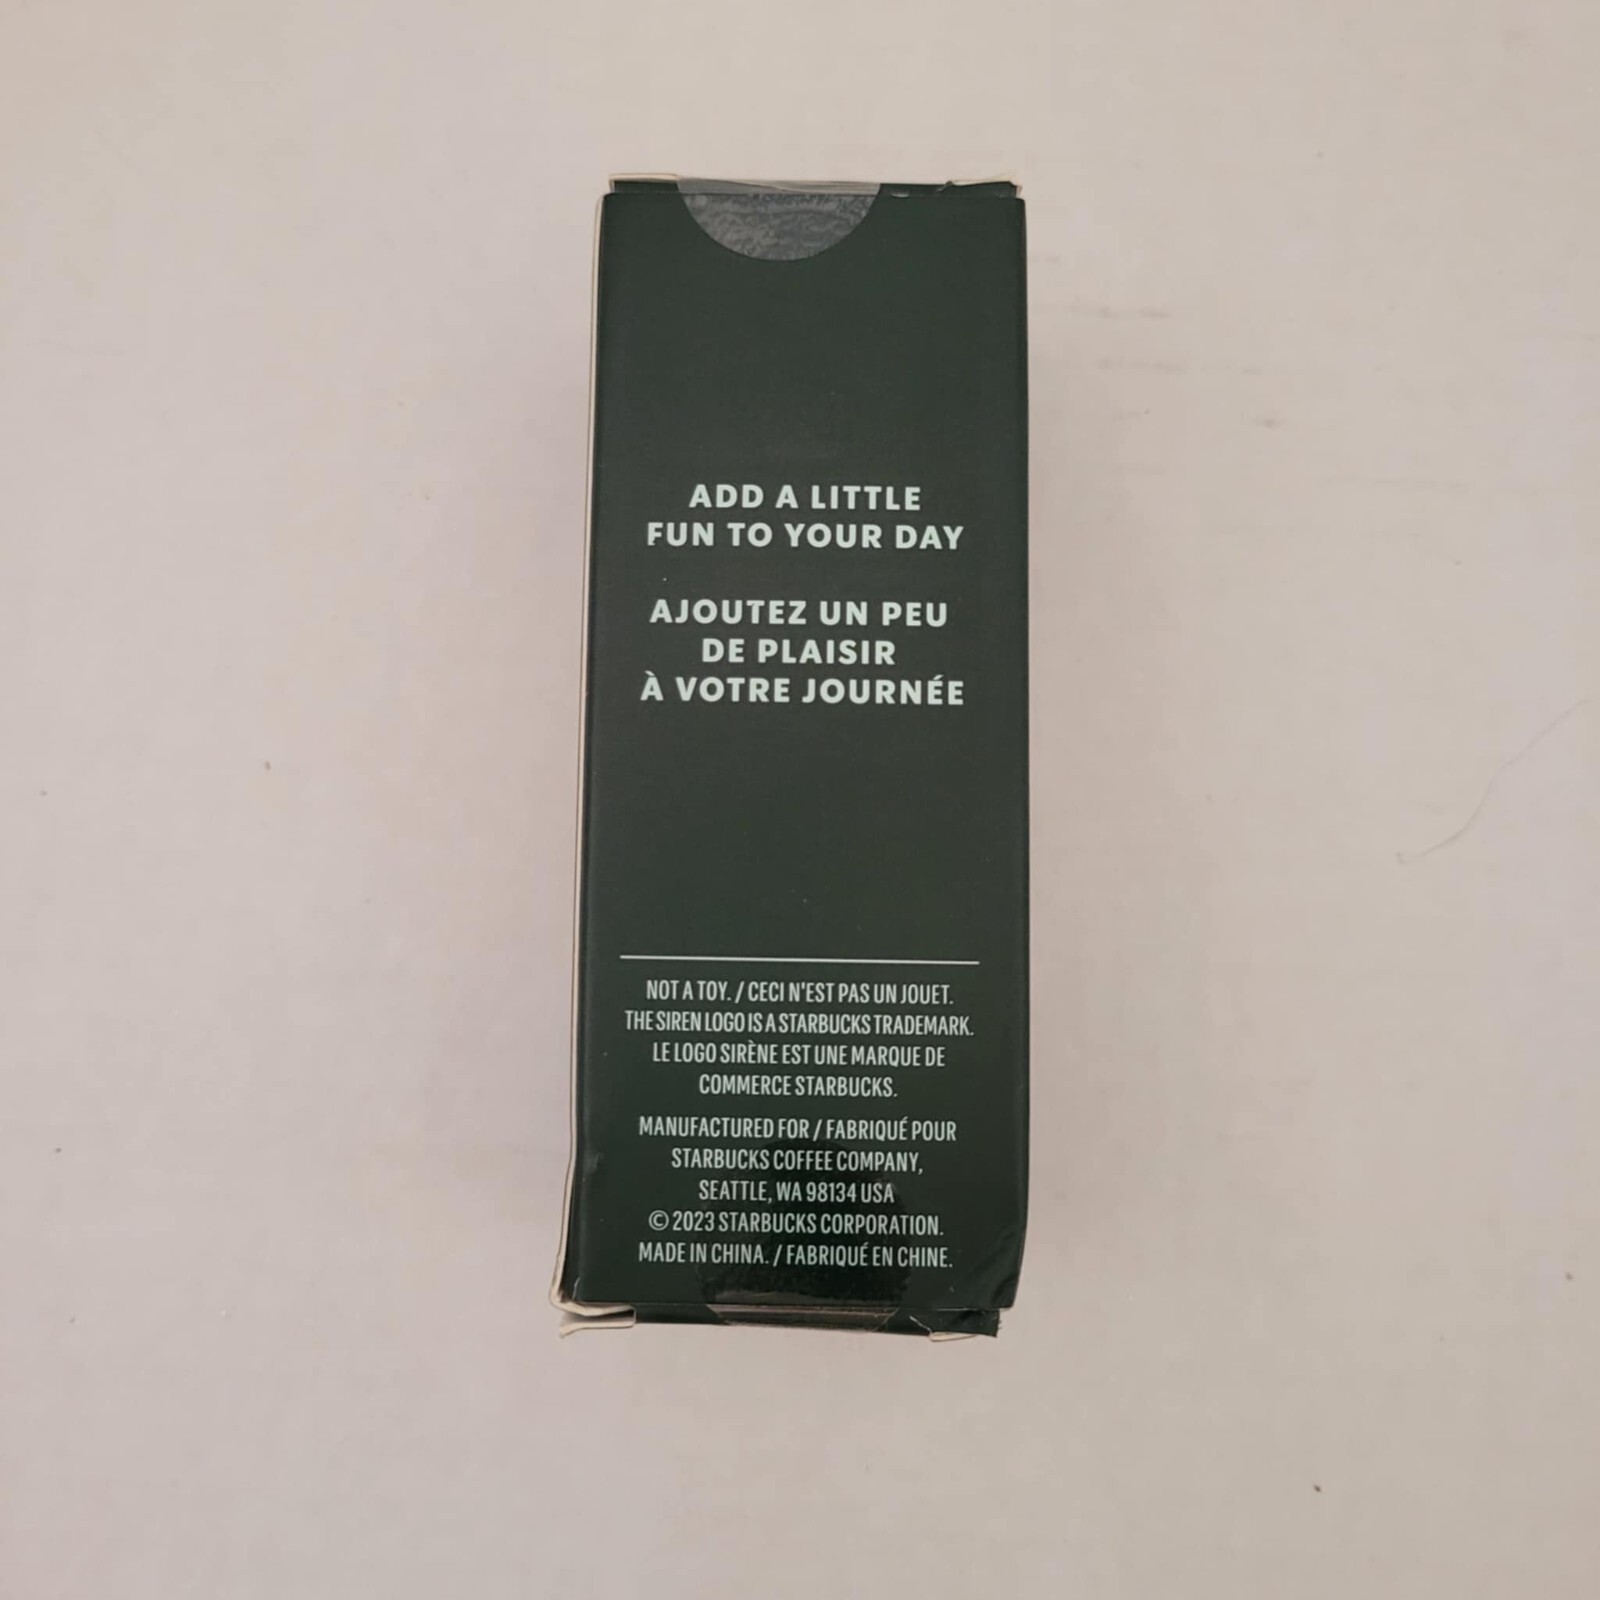 ADD A LITTLE
FUN TO YOUR DAY
AJOUTEZ UN PEU
DE PLAISIR
À VOTRE JOURNÉE
NOT A TOY. / CECI N'EST PAS UN JOUET.
THE SIREN LOGO IS A STARBUCKS TRADEMARK.
LE LOGO SIRÈNE EST UNE MARQUE DE
COMMERCE STARBUCKS.
MANUFACTURED FOR / FABRIQUÉ POUR
STARBUCKS COFFEE COMPANY,
SEATTLE, WA 98134 USA
© 2023 STARBUCKS CORPORATION.
MADE IN CHINA. / FABRIQUÉ EN CHINE.